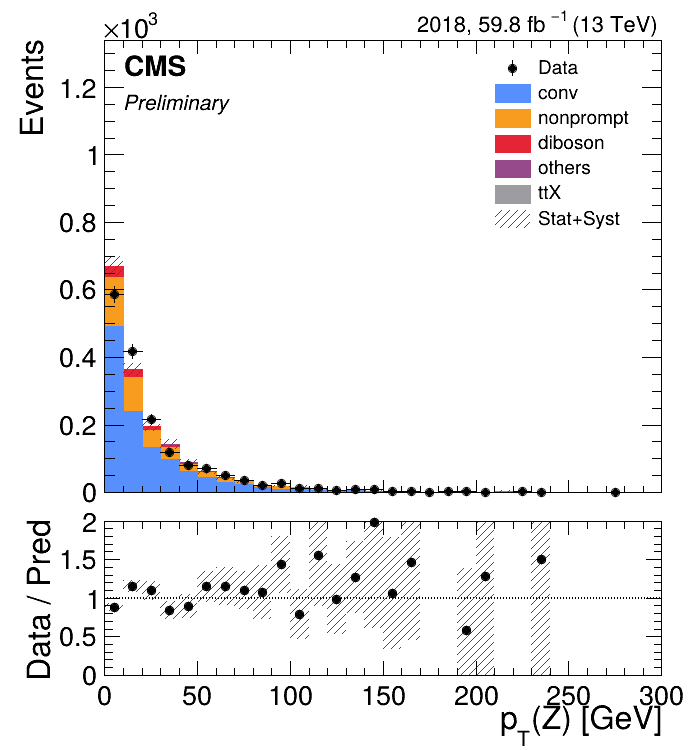 ×10³
2018, 59.8 fb⁻¹ (13 TeV)
Events
CMS
Preliminary
Data
conv
nonprompt
diboson
others
ttX
Stat+Syst
1.2
1
0.8
0.6
0.4
0.2
0
Data / Pred
2
1.5
1
0.5
0
0 50 100 150 200 250 300
p_T(Z) [GeV]